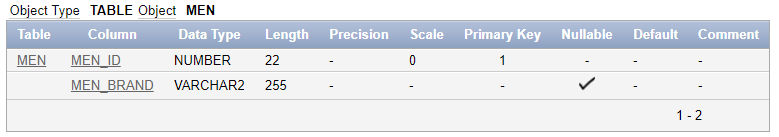 Object Type TABLE Object MEN
Table Column Data Type Length Precision Scale Primary Key Nullable Default Comment
MEN MEN_ID NUMBER 22 - 0 1 - - -
MEN_BRAND VARCHAR2 255 - - - ✓ - -
1 - 2